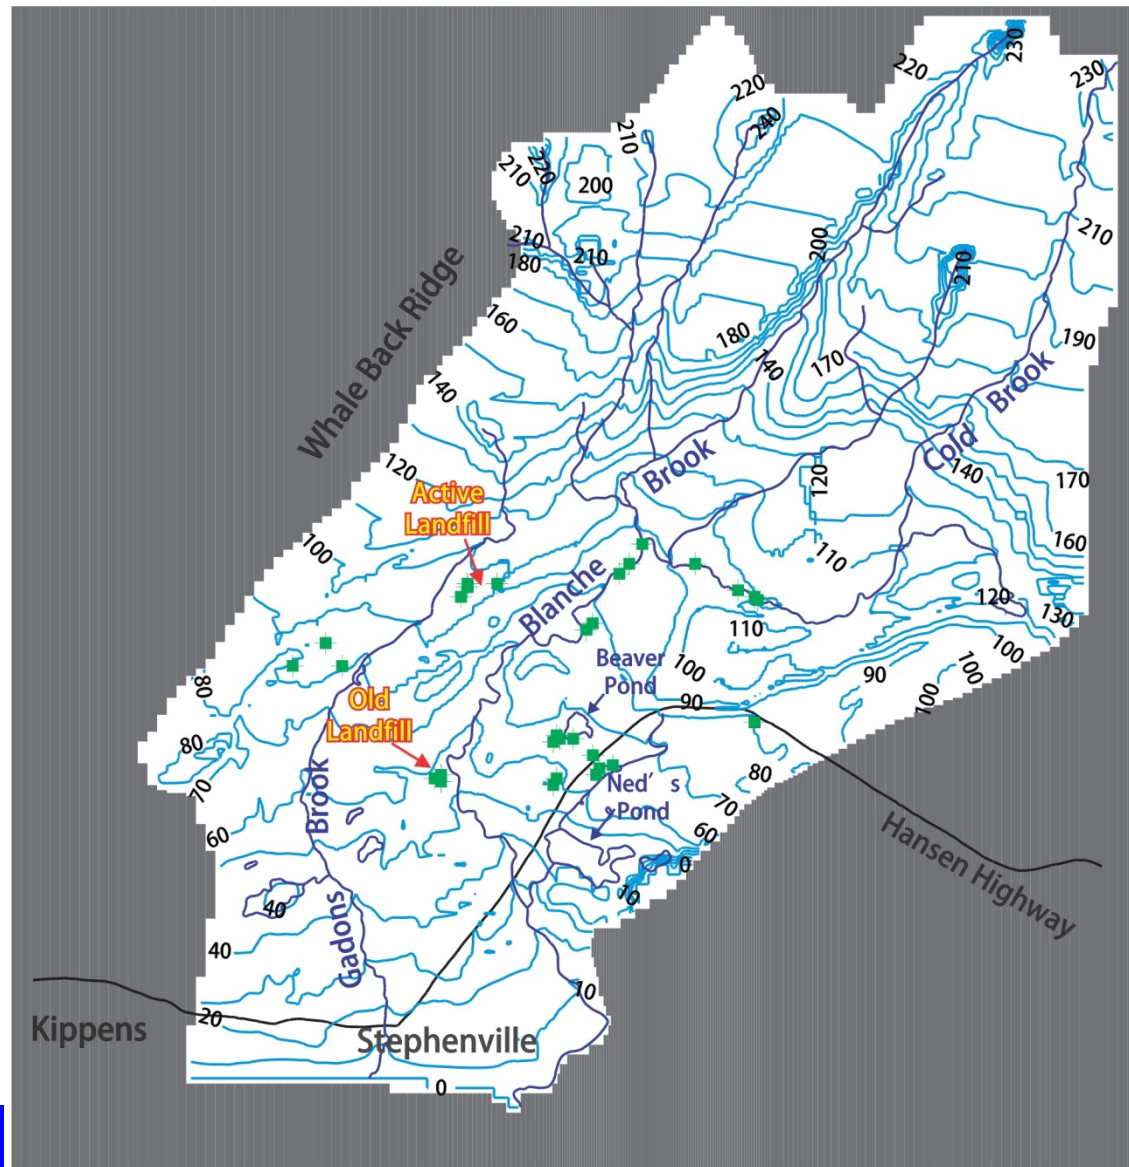 230
220
230
220
240
210
220
210
200
210
200
210
210
210
180
Whale Back Ridge
160
180
190
140
170
140
Brook
Cold
120
Brook
140
170
120
Active
Landfill
100
110
160
Blanche
120
130
110
Beaver
Pond
100
100
100
80
90
100
Old
Landfill
90
80
80
70
Ned's
Pond
70
60
60
0
10
Brook
Hansen Highway
40
Gadons
40
10
20
Kippens
Stephenville
0